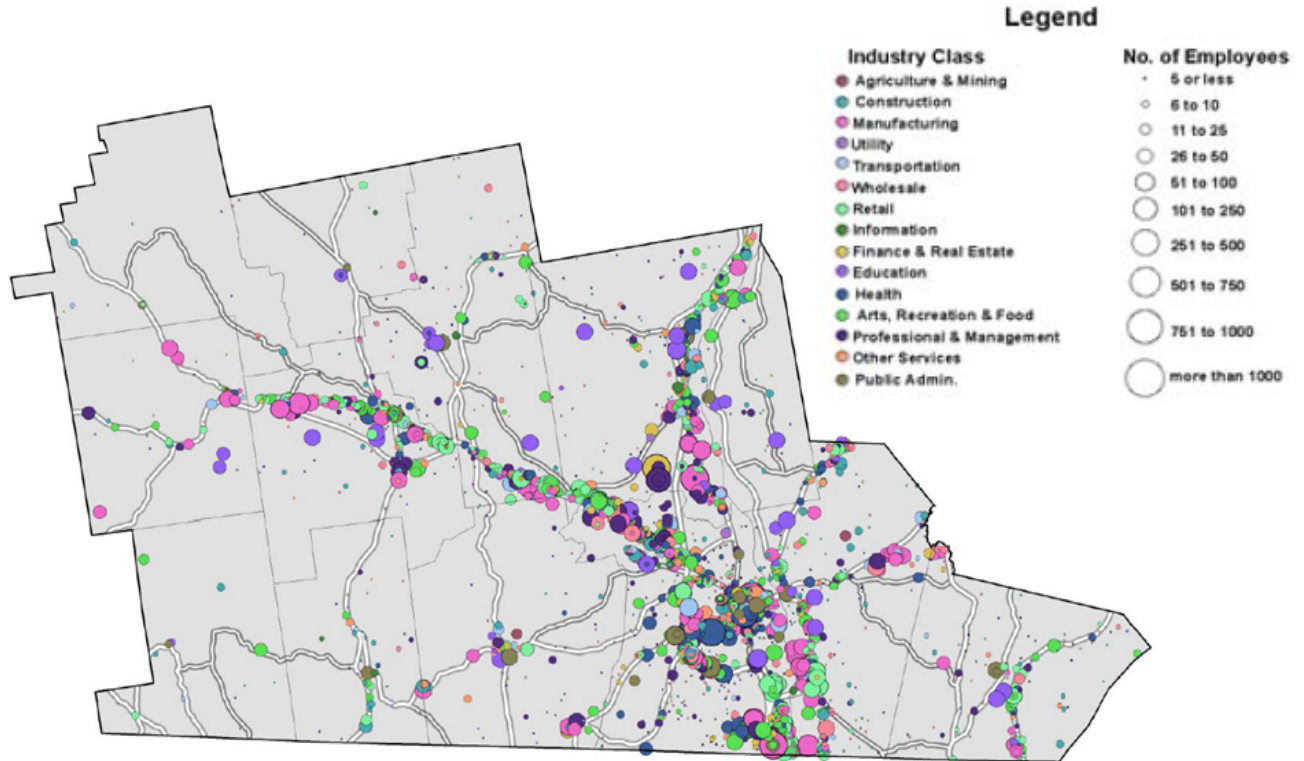 Legend
Industry Class
Agriculture & Mining
Construction
Manufacturing
Utility
Transportation
Wholesale
Retail
Information
Finance & Real Estate
Education
Health
Arts, Recreation & Food
Professional & Management
Other Services
Public Admin.
No. of Employees
5 or less
6 to 10
11 to 25
26 to 50
51 to 100
101 to 250
251 to 500
501 to 750
751 to 1000
more than 1000